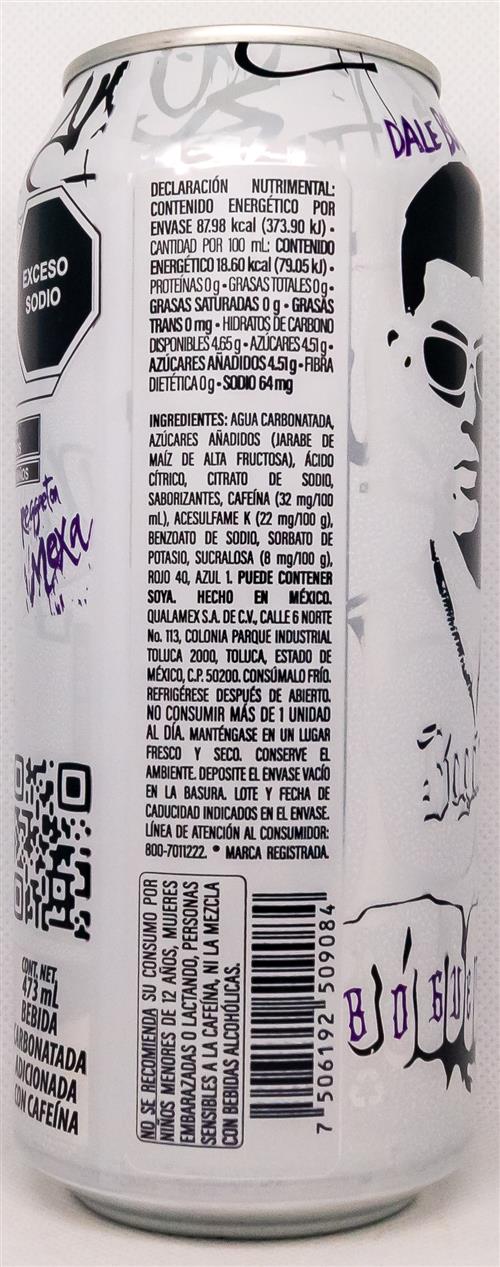 DALE
EXCESO
SODIO
Reggaeton
Mexa
CONT. NET.
473 mL
BEBIDA
CARBONATADA
ADICIONADA
CON CAFEÍNA
DECLARACIÓN NUTRIMENTAL:
CONTENIDO ENERGÉTICO POR
ENVASE 87.98 kcal (373.90 kJ) •
CANTIDAD POR 100 mL: CONTENIDO
ENERGÉTICO 18.60 kcal (79.05 kJ) •
PROTEÍNAS 0 g • GRASAS TOTALES 0 g •
GRASAS SATURADAS 0 g • GRASAS
TRANS 0 mg • HIDRATOS DE CARBONO
DISPONIBLES 4.65 g • AZÚCARES 4.51 g •
AZÚCARES AÑADIDOS 4.51 g • FIBRA
DIETÉTICA 0 g • SODIO 64 mg
INGREDIENTES: AGUA CARBONATADA,
AZÚCARES AÑADIDOS (JARABE DE
MAÍZ DE ALTA FRUCTOSA), ÁCIDO
CÍTRICO, CITRATO DE SODIO,
SABORIZANTES, CAFEÍNA (32 mg/100
mL), ACESULFAME K (22 mg/100 g),
BENZOATO DE SODIO, SORBATO DE
POTASIO, SUCRALOSA (8 mg/100 g),
ROJO 40, AZUL 1. PUEDE CONTENER
SOYA. HECHO EN MÉXICO.
QUALAMEX S.A. DE C.V., CALLE 6 NORTE
No. 113, COLONIA PARQUE INDUSTRIAL
TOLUCA 2000, TOLUCA, ESTADO DE
MÉXICO, C.P. 50200. CONSÚMALO FRÍO.
REFRIGÉRESE DESPUÉS DE ABIERTO.
NO CONSUMIR MÁS DE 1 UNIDAD
AL DÍA. MANTÉNGASE EN UN LUGAR
FRESCO Y SECO. CONSERVE EL
AMBIENTE. DEPOSITE EL ENVASE VACÍO
EN LA BASURA. LOTE Y FECHA DE
CADUCIDAD INDICADOS EN EL ENVASE.
LÍNEA DE ATENCIÓN AL CONSUMIDOR:
800-7011222. • MARCA REGISTRADA.
NO SE RECOMIENDA SU CONSUMO POR
NIÑOS MENORES DE 12 AÑOS, MUJERES
EMBARAZADAS O LACTANDO, PERSONAS
SENSIBLES A LA CAFEÍNA, NI LA MEZCLA
CON BEBIDAS ALCOHÓLICAS.
7 506192 509084